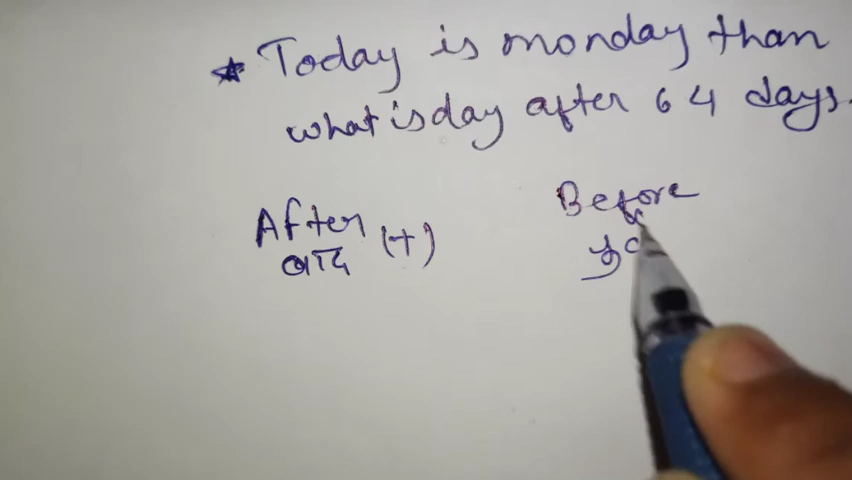 * Today is monday than
what is day after 64 days.
After Before
बाद (+)